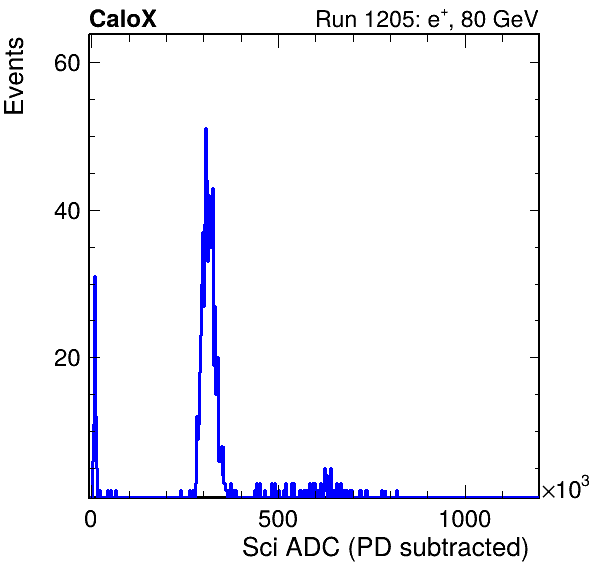 CaloX Run 1205: e⁺, 80 GeV
Events
60
40
20
0 500 1000 ×10³
Sci ADC (PD subtracted)